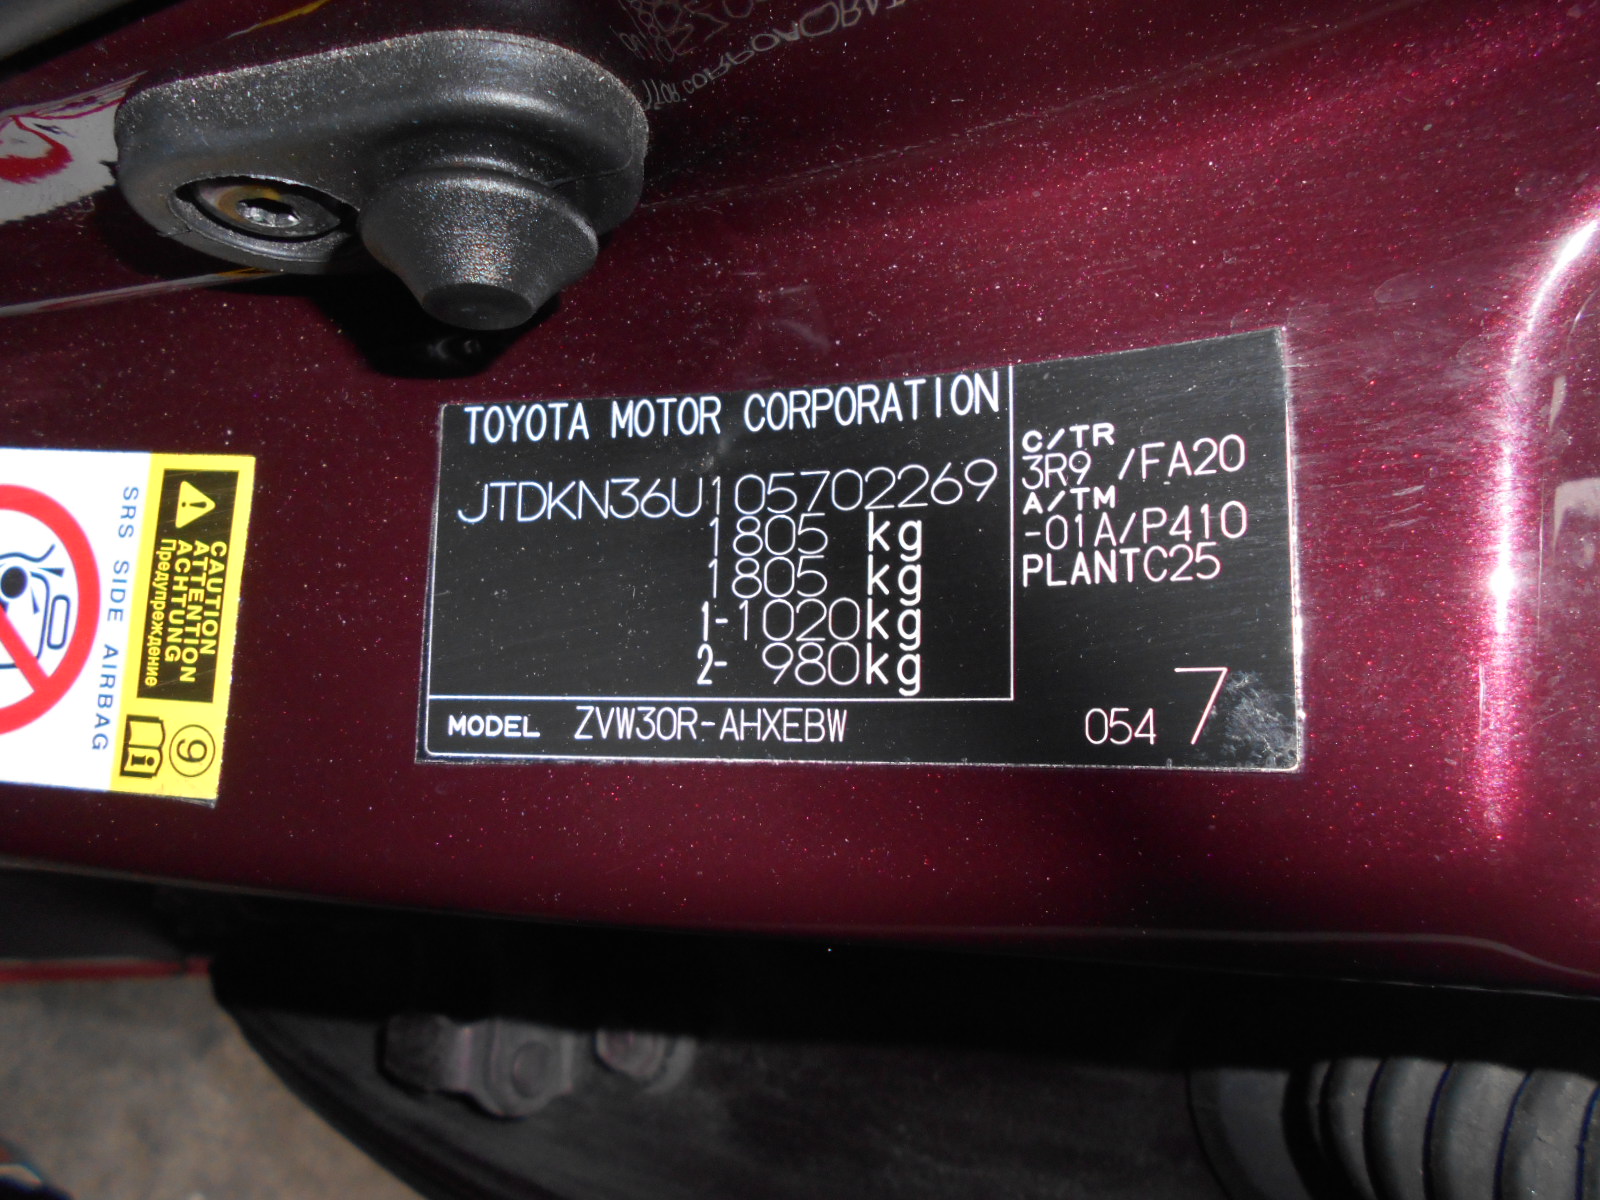 TOYOTA MOTOR CORPORATION
JTDKN36U105702269
1805 kg
1805 kg
1-1020kg
2- 980kg
MODEL ZVW30R-AHXEBW
C/TR
3R9 /FA20
A/TM
-01A/P410
PLANTC25
054 7
CAUTION
ATTENTION
ACHTUNG
Предупреждение
9
i
SRS SIDE AIRBAG